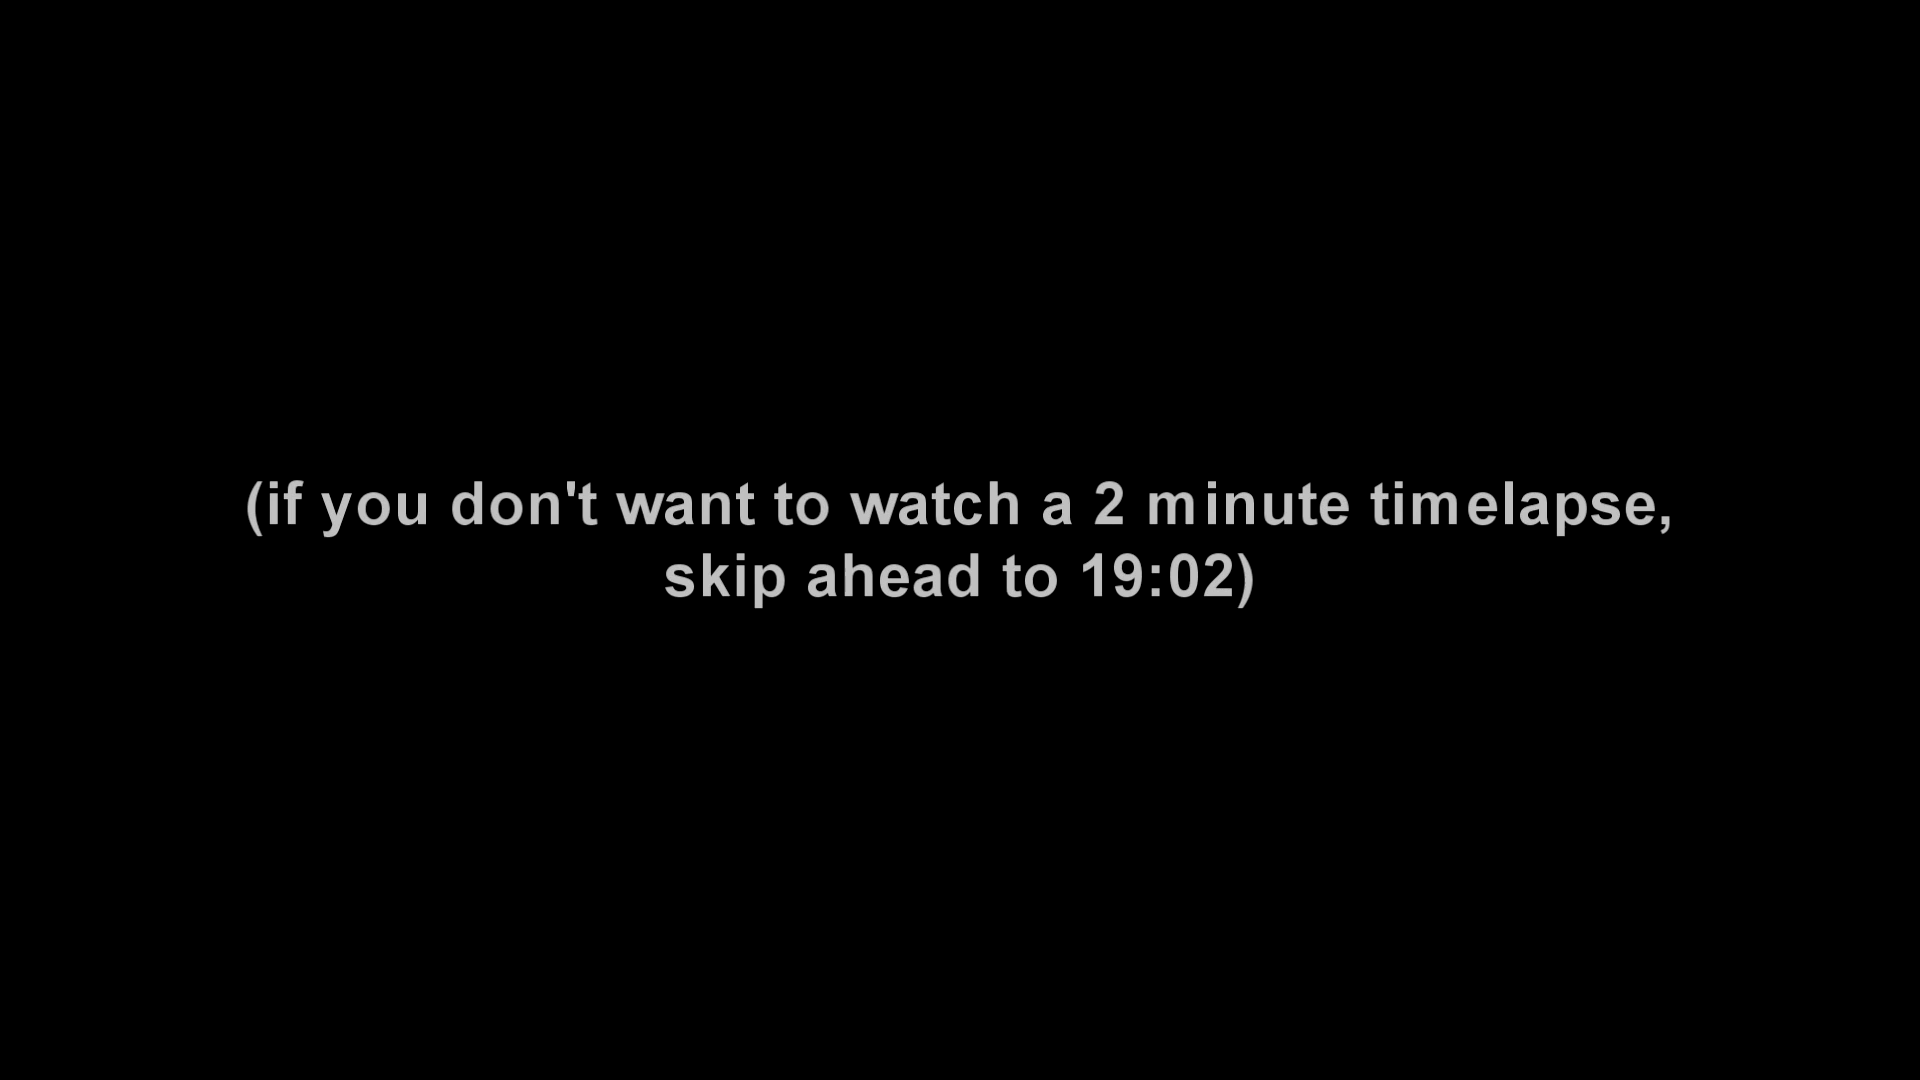 (if you don't want to watch a 2 minute timelapse,
skip ahead to 19:02)